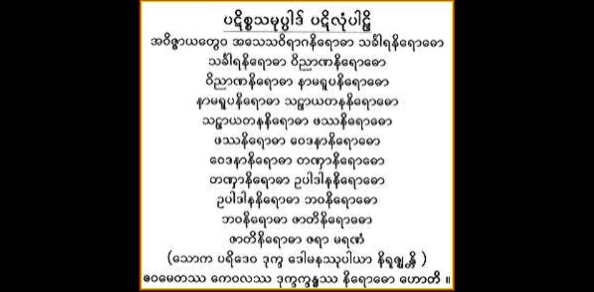 ပဋိစ္စသမုပ္ပါဒ် ပဋိလုံပါဠိ
အဝိဇ္ဇာယတွေဝ အသေသဝိရာဂနိရောဓာ သင်္ခါရနိရောဓော
သင်္ခါရနိရောဓာ ဝိညာဏနိရောဓော
ဝိညာဏနိရောဓာ နာမရူပနိရောဓော
နာမရူပနိရောဓာ သဠာယတနနိရောဓော
သဠာယတနနိရောဓာ ဖဿနိရောဓော
ဖဿနိရောဓာ ဝေဒနာနိရောဓော
ဝေဒနာနိရောဓာ တဏှာနိရောဓော
တဏှာနိရောဓာ ဥပါဒါနနိရောဓော
ဥပါဒါနနိရောဓာ ဘဝနိရောဓော
ဘဝနိရောဓာ ဇာတိနိရောဓော
ဇာတိနိရောဓာ ဇရာ မရဏံ
(သောက ပရိဒေဝ ဒုက္ခ ဒေါမနဿုပါယာ နိရုဇ္ဈန္တိ )
ဧဝမေတဿ ကေဝလဿ ဒုက္ခက္ခန္ဓဿ နိရောဓော ဟောတိ ။